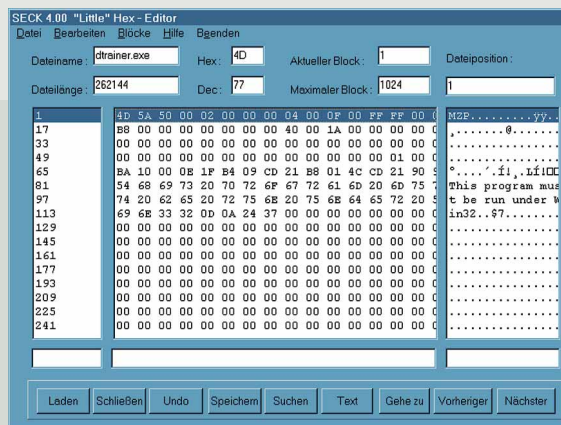 SECK 4.00 "Little" Hex - Editor
Datei Bearbeiten Blöcke Hilfe Beenden
Dateiname : dtrainer.exe Hex : 4D Aktueller Block : 1 Dateiposition :
Dateilänge : 262144 Dec : 77 Maximaler Block : 1024 1
1 4D 5A 50 00 02 00 00 00 04 00 0F 00 FF FF 00 MZP.........ÿÿ..
17 B8 00 00 00 00 00 00 00 40 00 1A 00 00 00 00 ¸.......@.......
33 00 00 00 00 00 00 00 00 00 00 00 00 00 00 00 ................
49 00 00 00 00 00 00 00 00 00 00 00 00 00 01 00 ................
65 BA 10 00 0E 1F B4 09 CD 21 B8 01 4C CD 21 90 º....´.Í!¸.LÍ!□□
81 54 68 69 73 20 70 72 6F 67 72 61 6D 20 6D 75 This program mus
97 74 20 62 65 20 72 75 6E 20 75 6E 64 65 72 20 t be run under W
113 69 6E 33 32 0D 0A 24 37 00 00 00 00 00 00 00 in32..$7........
129 00 00 00 00 00 00 00 00 00 00 00 00 00 00 00 ................
145 00 00 00 00 00 00 00 00 00 00 00 00 00 00 00 ................
161 00 00 00 00 00 00 00 00 00 00 00 00 00 00 00 ................
177 00 00 00 00 00 00 00 00 00 00 00 00 00 00 00 ................
193 00 00 00 00 00 00 00 00 00 00 00 00 00 00 00 ................
209 00 00 00 00 00 00 00 00 00 00 00 00 00 00 00 ................
225 00 00 00 00 00 00 00 00 00 00 00 00 00 00 00 ................
241 00 00 00 00 00 00 00 00 00 00 00 00 00 00 00 ................
Laden Schließen Undo Speichern Suchen Text Gehe zu Vorheriger Nächster